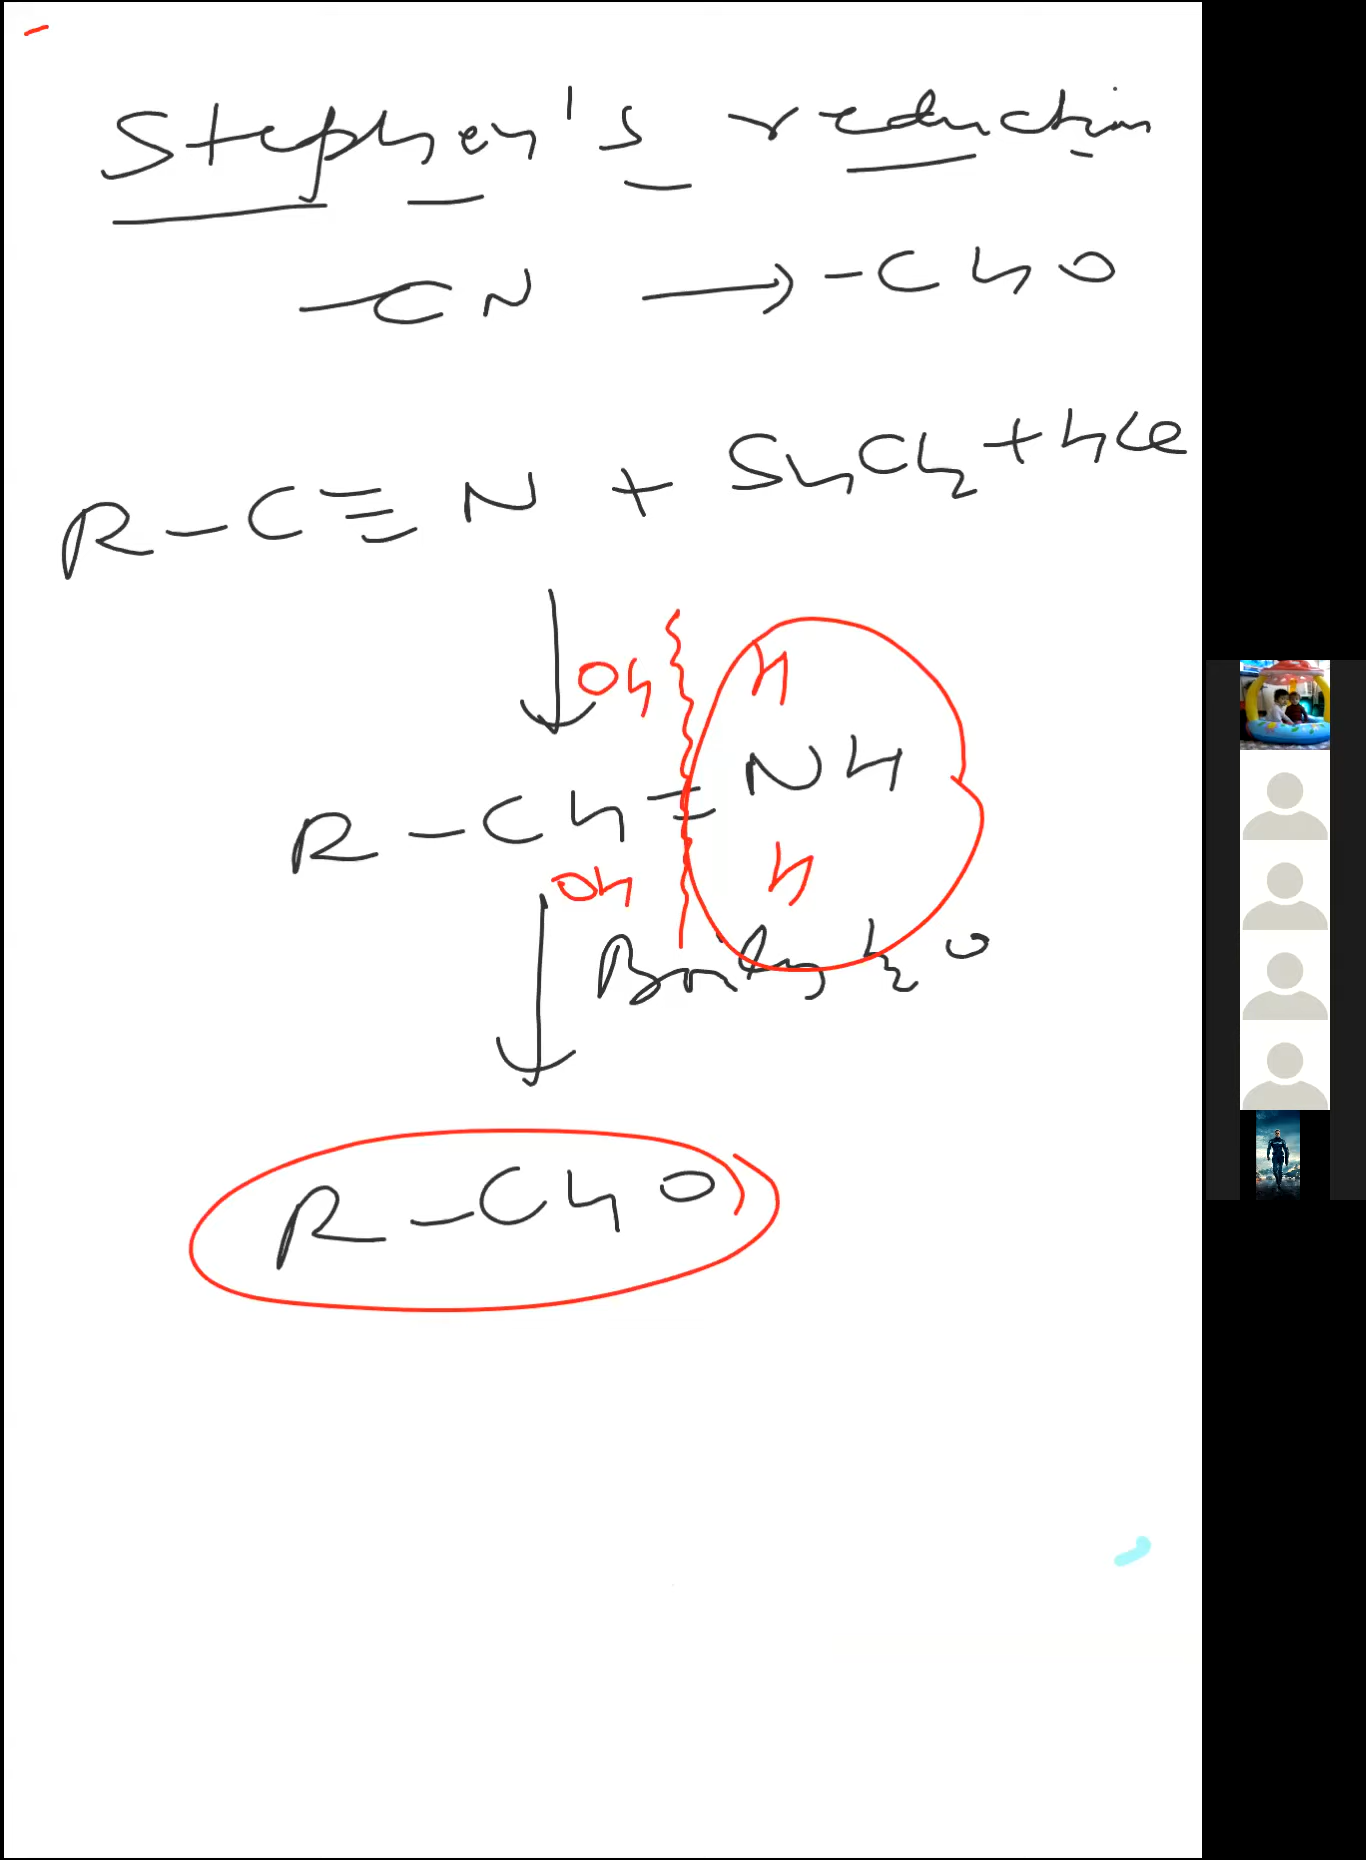 Stephen's reduction
-CN → -CHO
R-C≡N + SnCl2 + HCl
OH H
R-CH=NH
OH H
Boiling H2O
R-CHO